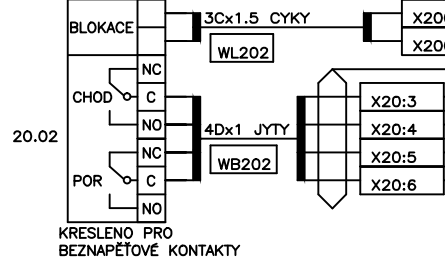 BLOKACE
3Cx1.5 CYKY
WL202
20.02
CHOD
NC
C
NO
POR
NC
C
NO
4Dx1 JYTY
WB202
X20:3
X20:4
X20:5
X20:6
KRESLENO PRO
BEZNAPĚŤOVÉ KONTAKTY